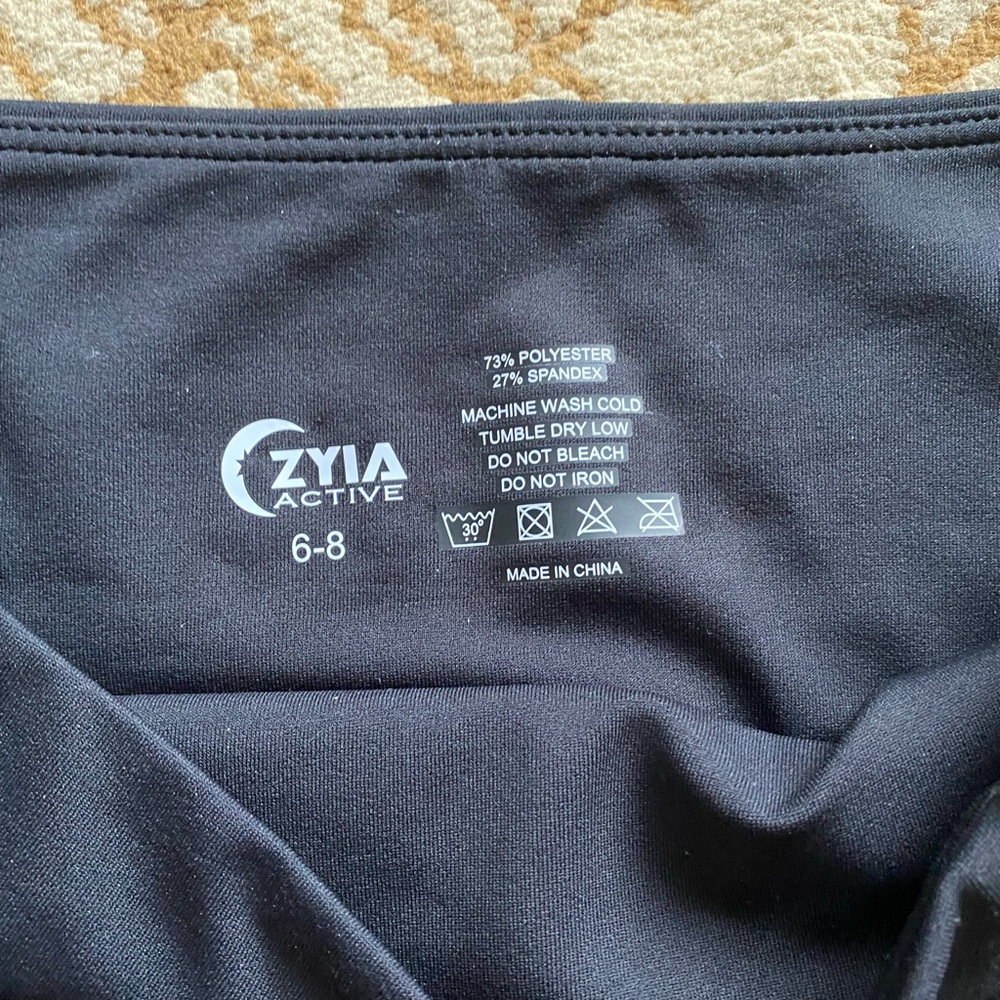 ZYIA
ACTIVE
6-8
73% POLYESTER
27% SPANDEX
MACHINE WASH COLD
TUMBLE DRY LOW
DO NOT BLEACH
DO NOT IRON
30°
MADE IN CHINA